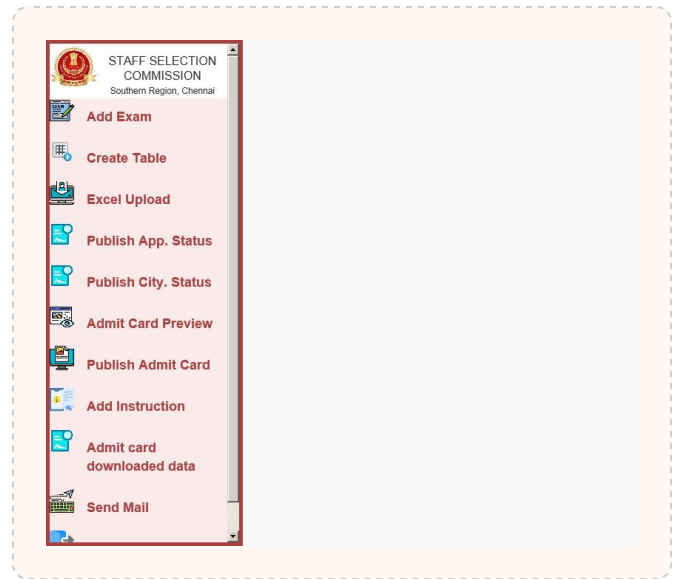 STAFF SELECTION
COMMISSION
Southern Region, Chennai
Add Exam
Create Table
Excel Upload
Publish App. Status
Publish City. Status
Admit Card Preview
Publish Admit Card
Add Instruction
Admit card
downloaded data
Send Mail